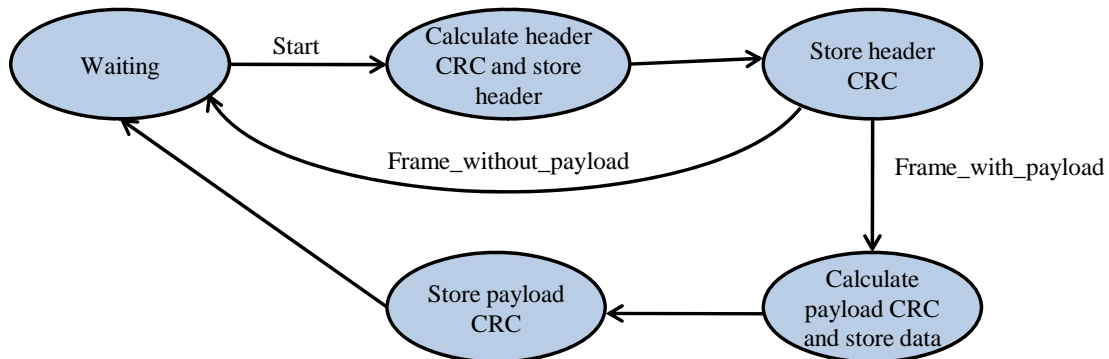 Waiting
Start
Calculate header
CRC and store
header
Store header
CRC
Frame_without_payload
Frame_with_payload
Store payload
CRC
Calculate
payload CRC
and store data